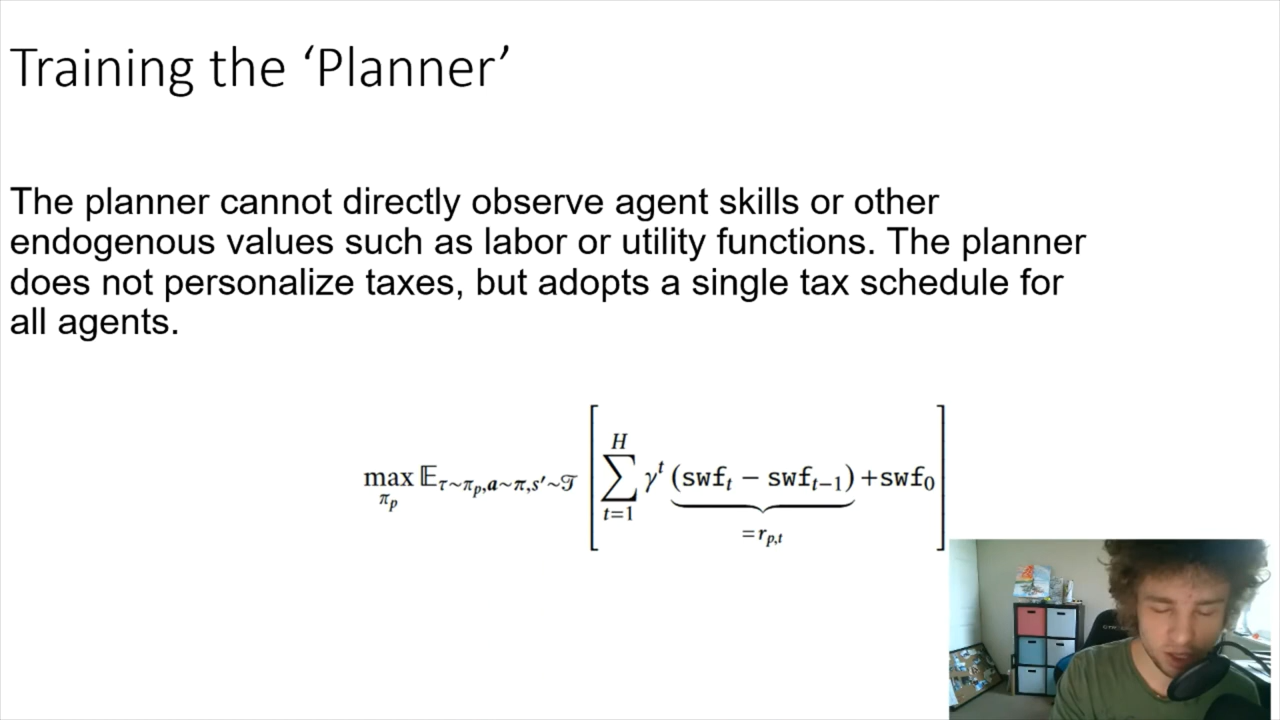 Training the ‘Planner’
The planner cannot directly observe agent skills or other
endogenous values such as labor or utility functions. The planner
does not personalize taxes, but adopts a single tax schedule for
all agents.
max_{π_p} 𝔼_{τ∼π_p,𝒂∼π,s′∼𝒯} [ ∑_{t=1}^{H} γ^t (swf_t − swf_{t−1}) + swf_0 ]
=r_{p,t}